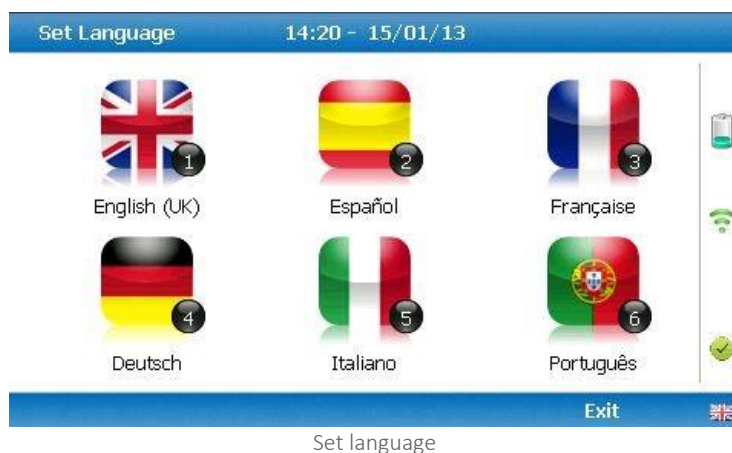 Set Language 14:20 - 15/01/13
1 2 3
English (UK) Español Française
4 5 6
Deutsch Italiano Português
Exit
Set language